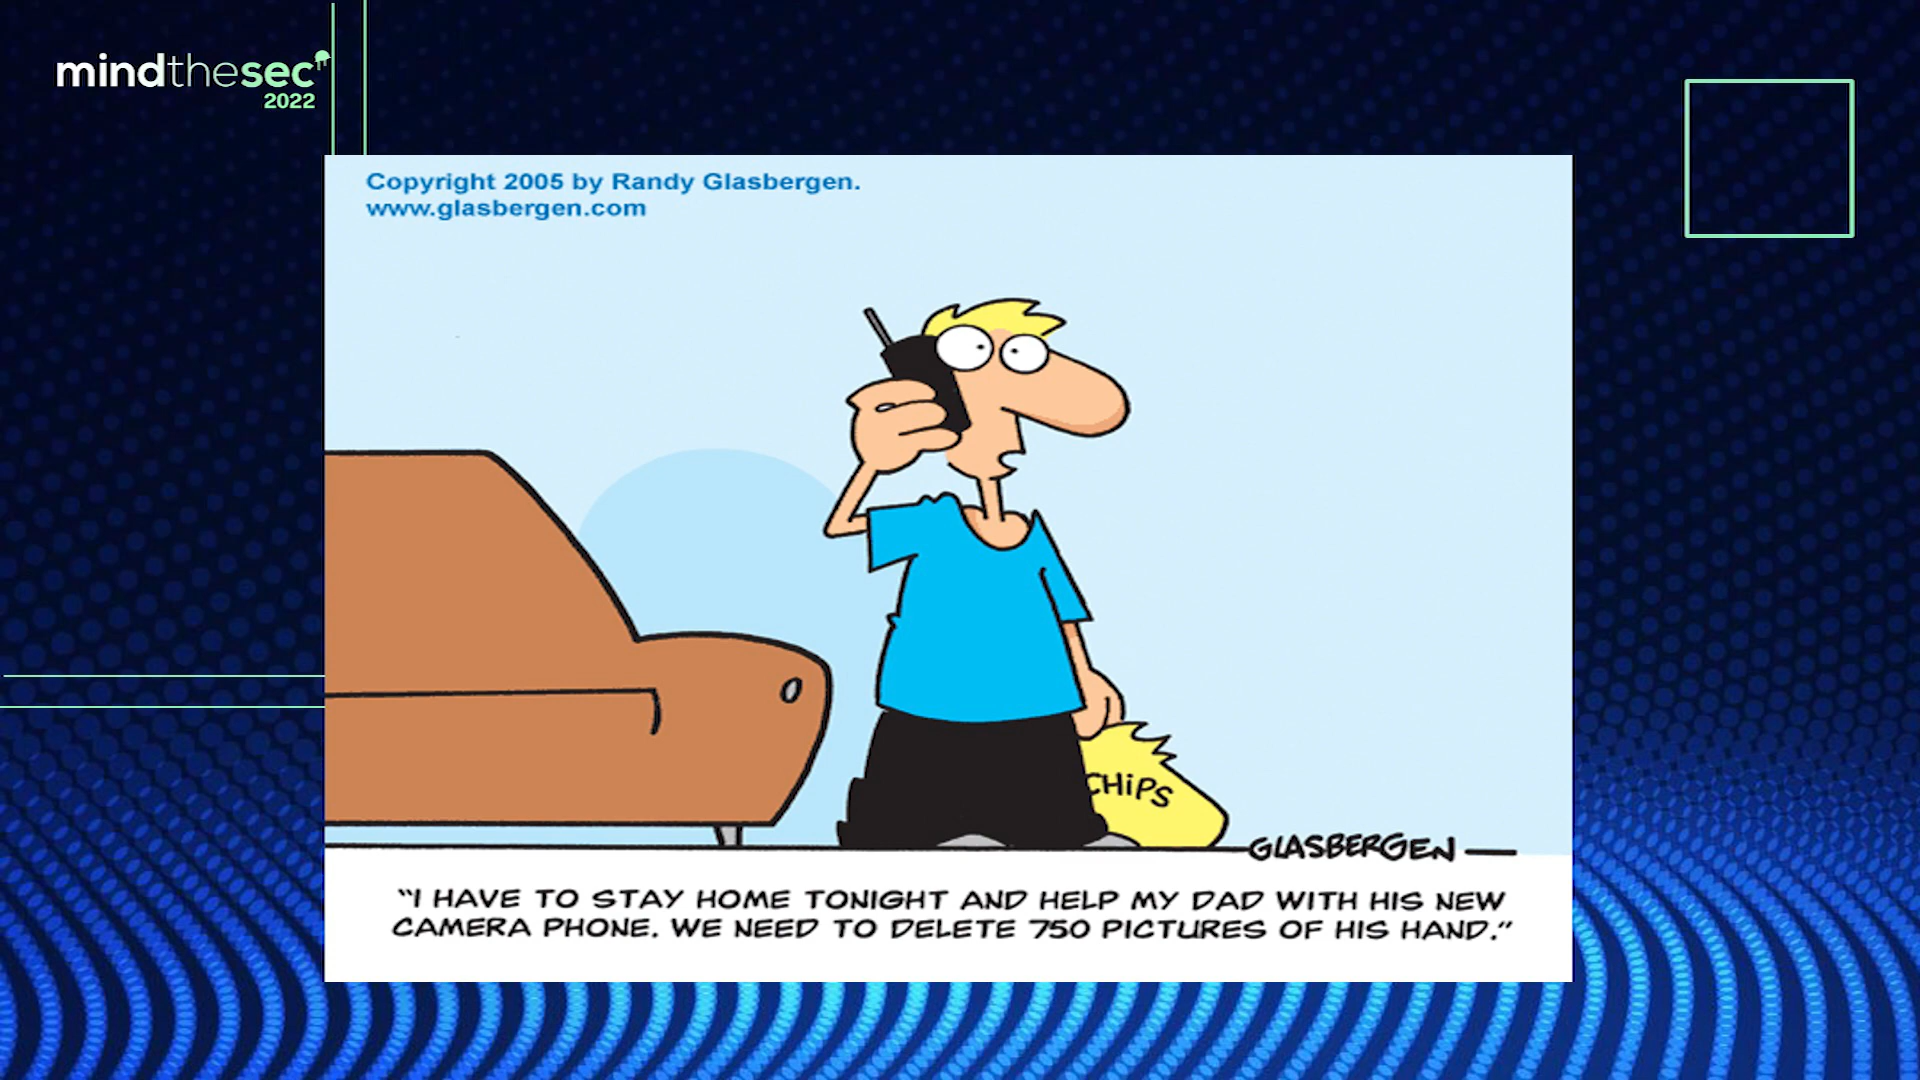 mindthesec
2022
Copyright 2005 by Randy Glasbergen.
www.glasbergen.com
CHiPS
GLASBERGEN
"I HAVE TO STAY HOME TONIGHT AND HELP MY DAD WITH HIS NEW
CAMERA PHONE. WE NEED TO DELETE 750 PICTURES OF HIS HAND."